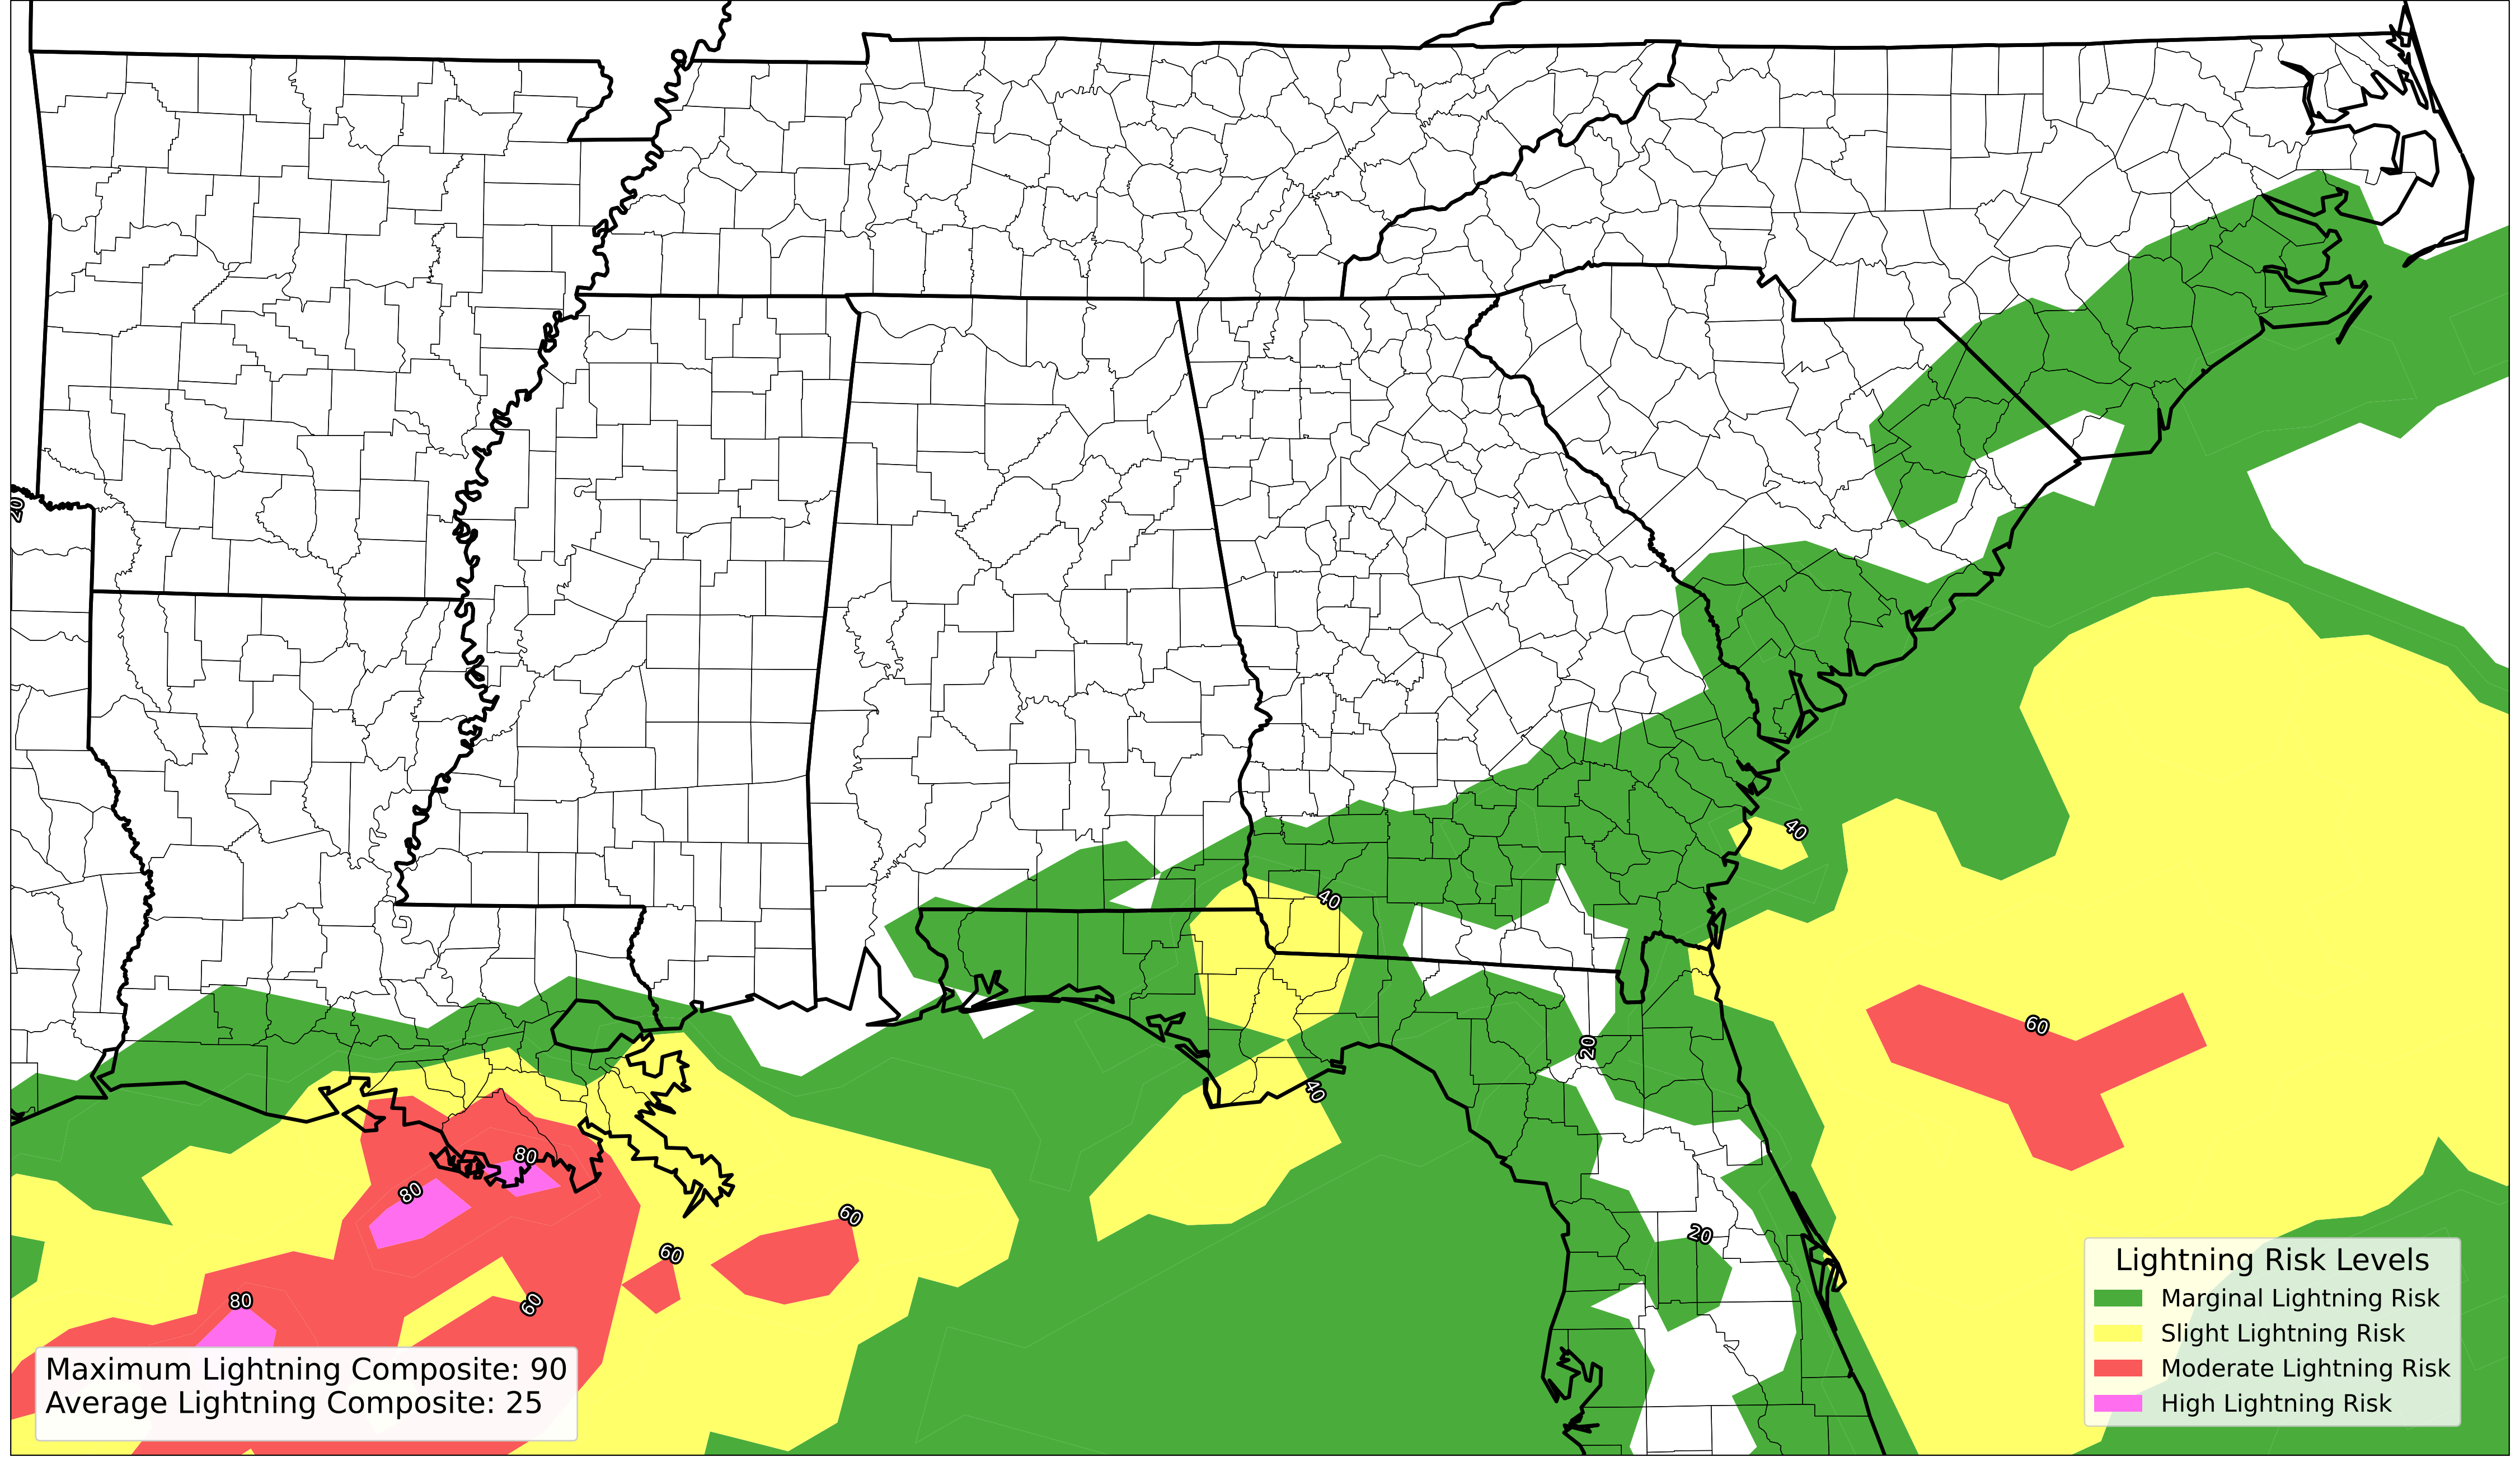 20
40
40
60
20
40
80
80
20
60
60
80
60
Lightning Risk Levels
Marginal Lightning Risk
Slight Lightning Risk
Moderate Lightning Risk
High Lightning Risk
Maximum Lightning Composite: 90
Average Lightning Composite: 25